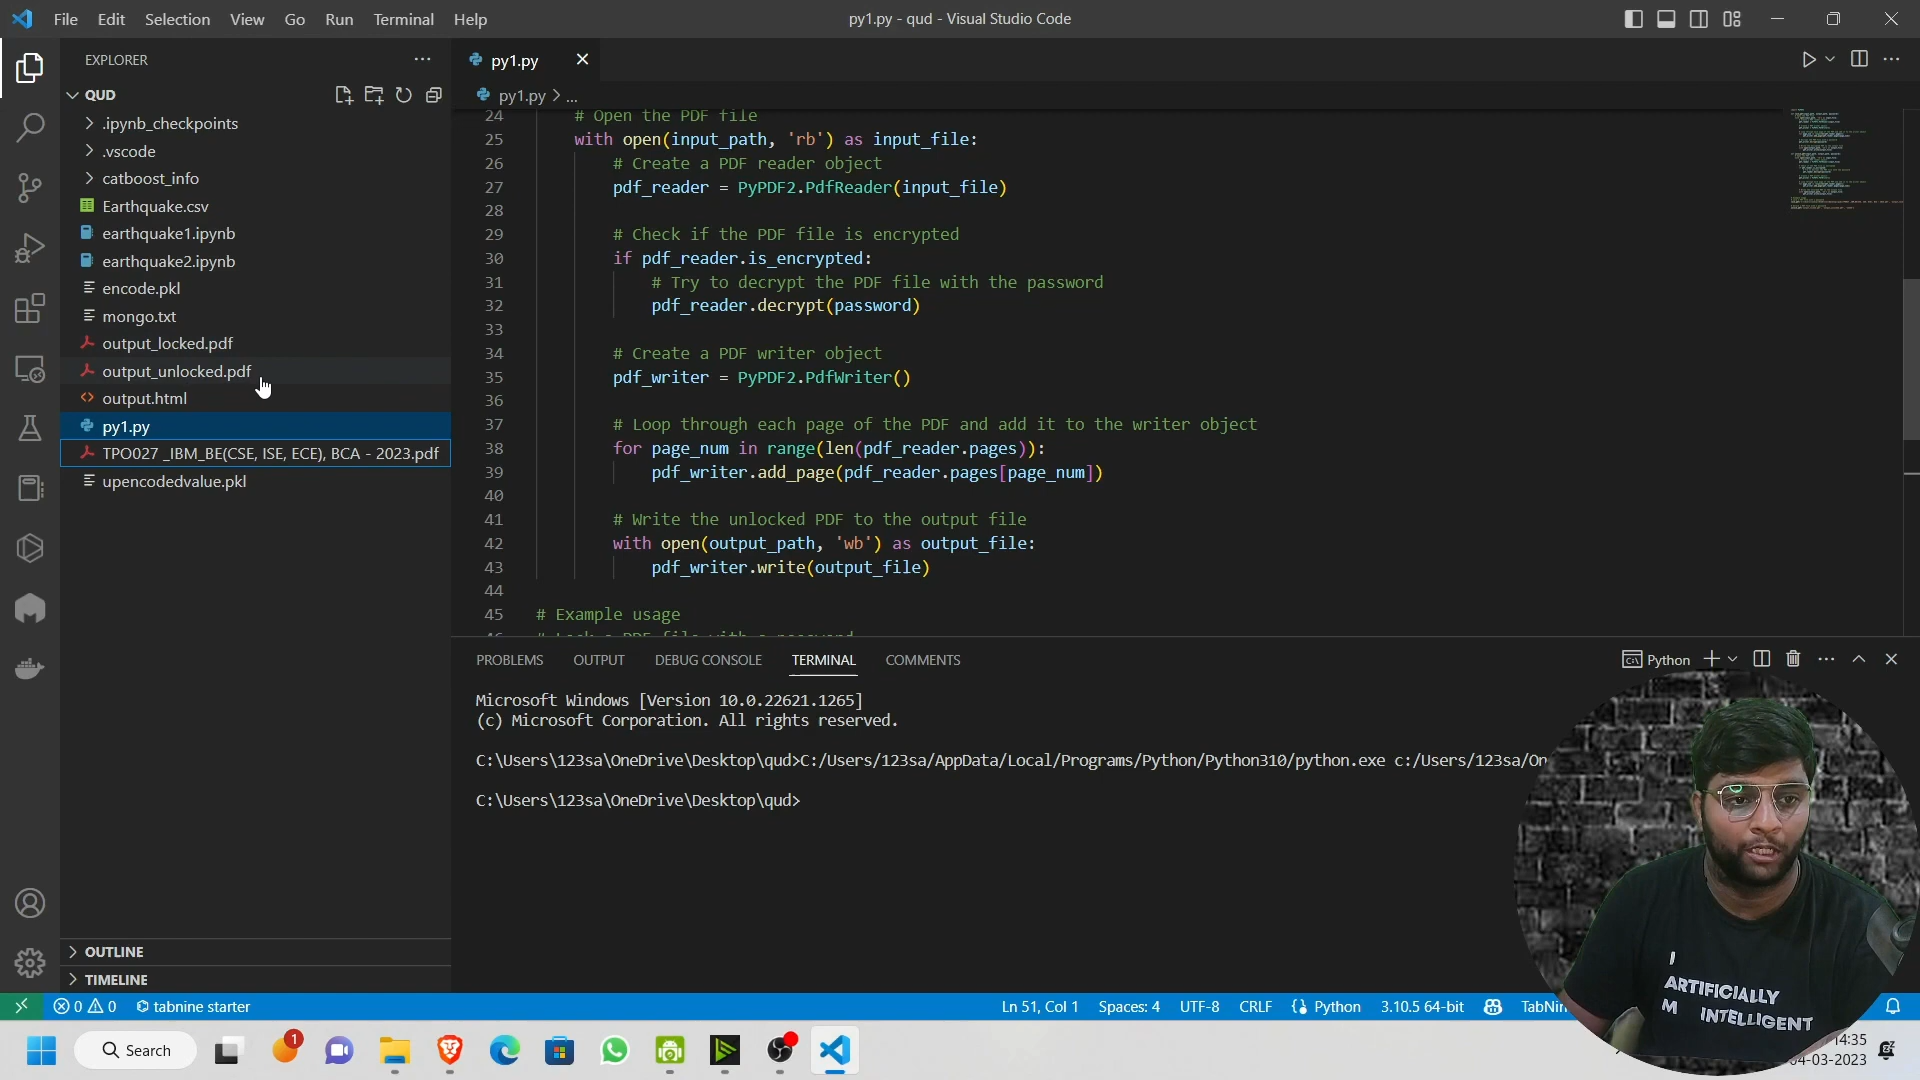 File Edit Selection View Go Run Terminal Help
py1.py - qud - Visual Studio Code
EXPLORER
QUD
.ipynb_checkpoints
.vscode
catboost_info
Earthquake.csv
earthquake1.ipynb
earthquake2.ipynb
encode.pkl
mongo.txt
output_locked.pdf
output_unlocked.pdf
output.html
py1.py
TPO027 _IBM_BE(CSE, ISE, ECE), BCA - 2023.pdf
upencodedvalue.pkl
OUTLINE
TIMELINE
py1.py
py1.py > ...
24 # Open the PDF file
25 with open(input_path, 'rb') as input_file:
26 # Create a PDF reader object
27 pdf_reader = PyPDF2.PdfReader(input_file)
28
29 # Check if the PDF file is encrypted
30 if pdf_reader.is_encrypted:
31 # Try to decrypt the PDF file with the password
32 pdf_reader.decrypt(password)
33
34 # Create a PDF writer object
35 pdf_writer = PyPDF2.PdfWriter()
36
37 # Loop through each page of the PDF and add it to the writer object
38 for page_num in range(len(pdf_reader.pages)):
39 pdf_writer.add_page(pdf_reader.pages[page_num])
40
41 # Write the unlocked PDF to the output file
42 with open(output_path, 'wb') as output_file:
43 pdf_writer.write(output_file)
44
45 # Example usage
PROBLEMS OUTPUT DEBUG CONSOLE TERMINAL COMMENTS
Python
Microsoft Windows [Version 10.0.22621.1265]
(c) Microsoft Corporation. All rights reserved.
C:\Users\123sa\OneDrive\Desktop\qud>C:/Users/123sa/AppData/Local/Programs/Python/Python310/python.exe c:/Users/123sa/On
C:\Users\123sa\OneDrive\Desktop\qud>
I
ARTIFICIALLY
M INTELLIGENT
0 0 tabnine starter
Ln 51, Col 1 Spaces: 4 UTF-8 CRLF Python 3.10.5 64-bit TabNin
Search
1
14:35
04-03-2023